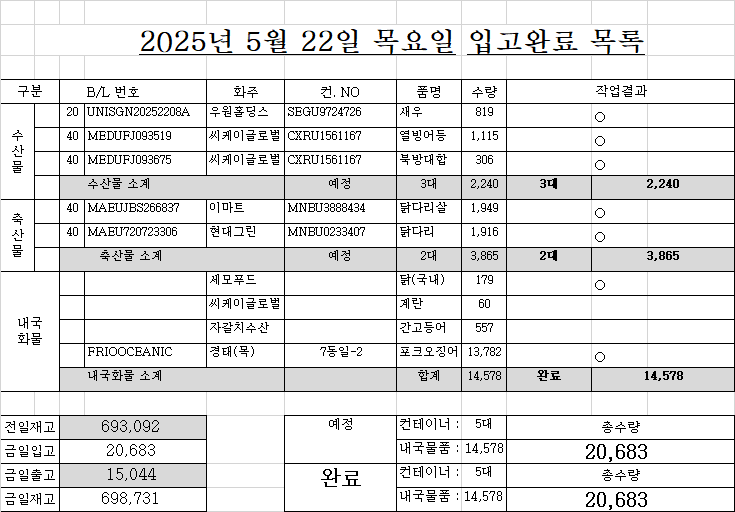 2025년 5월 22일 목요일 입고완료 목록
구분 B/L 번호 화주 컨. NO 품명 수량 작업결과
수산물
20 UNISGN20252208A 우원홀딩스 SEGU9724726 새우 819 ○
40 MEDUFJ093519 씨케이글로벌 CXRU1561167 열빙어등 1,115 ○
40 MEDUFJ093675 씨케이글로벌 CXRU1561167 북방대합 306 ○
수산물 소계 예정 3대 2,240 3대 2,240
축산물
40 MAEUJBS266837 이마트 MNBU3888434 닭다리살 1,949 ○
40 MAEU720723306 현대그린 MNBU0233407 닭다리 1,916 ○
축산물 소계 예정 2대 3,865 2대 3,865
내국화물
세모푸드 닭(국내) 179 ○
씨케이글로벌 계란 60
자갈치수산 간고등어 557
FRIOOCEANIC 경태(목) 7동일-2 포크오징어 13,782 ○
내국화물 소계 합계 14,578 완료 14,578
전일재고 693,092 예정 컨테이너 : 5대 총수량
금일입고 20,683 내국물품 : 14,578 20,683
금일출고 15,044 완료 컨테이너 : 5대 총수량
금일재고 698,731 내국물품 : 14,578 20,683